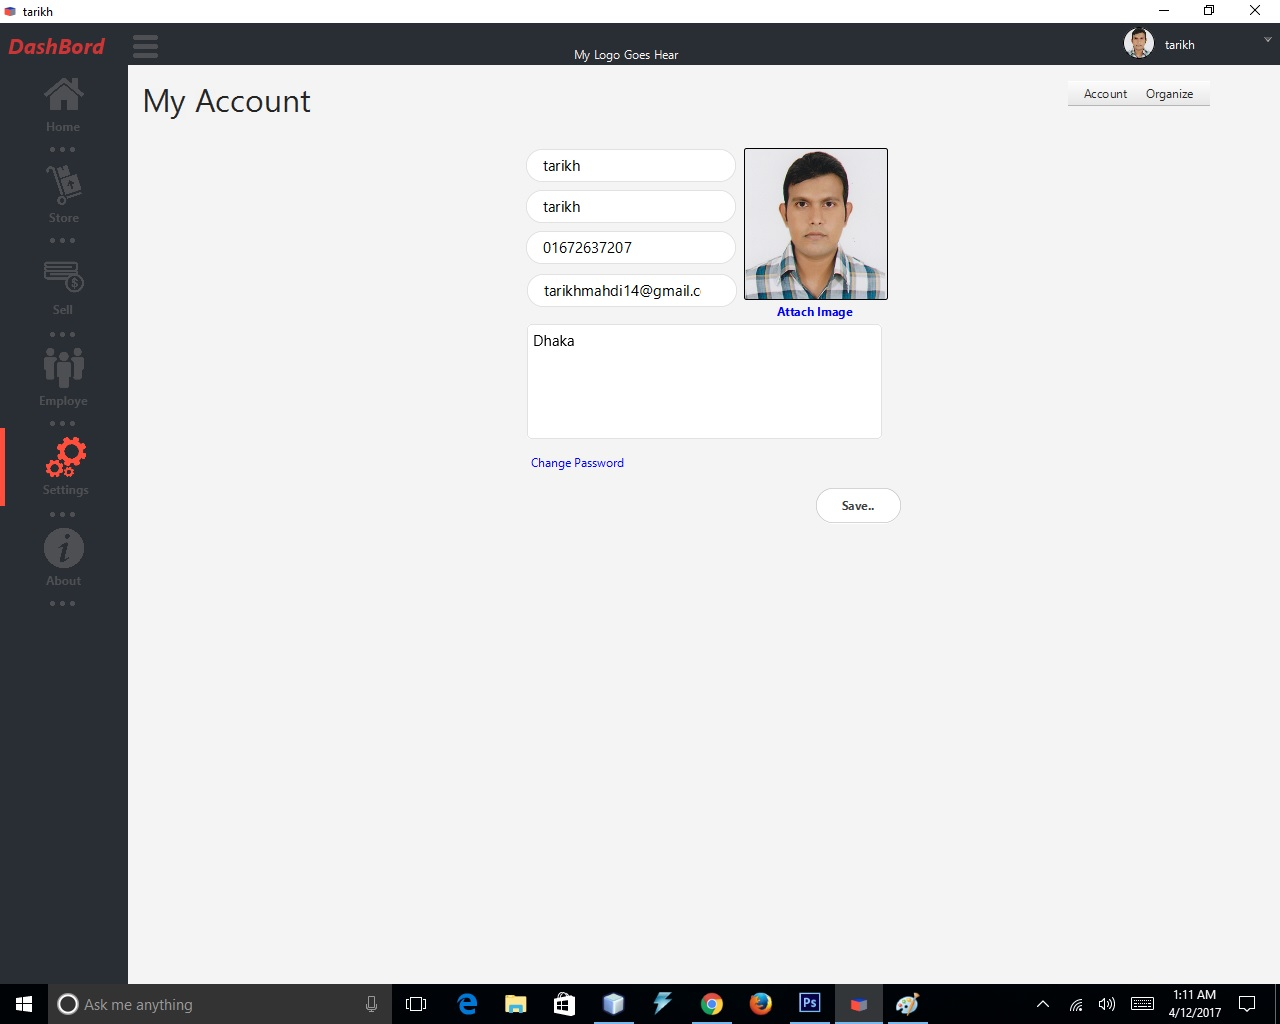 tarikh
DashBord
My Logo Goes Hear
tarikh
My Account
Account Organize
Home
Store
Sell
Employe
Settings
About
tarikh
tarikh
01672637207
tarikhmahdi14@gmail.c
Attach Image
Dhaka
Change Password
Save..
Ask me anything
Ps
1:11 AM
4/12/2017